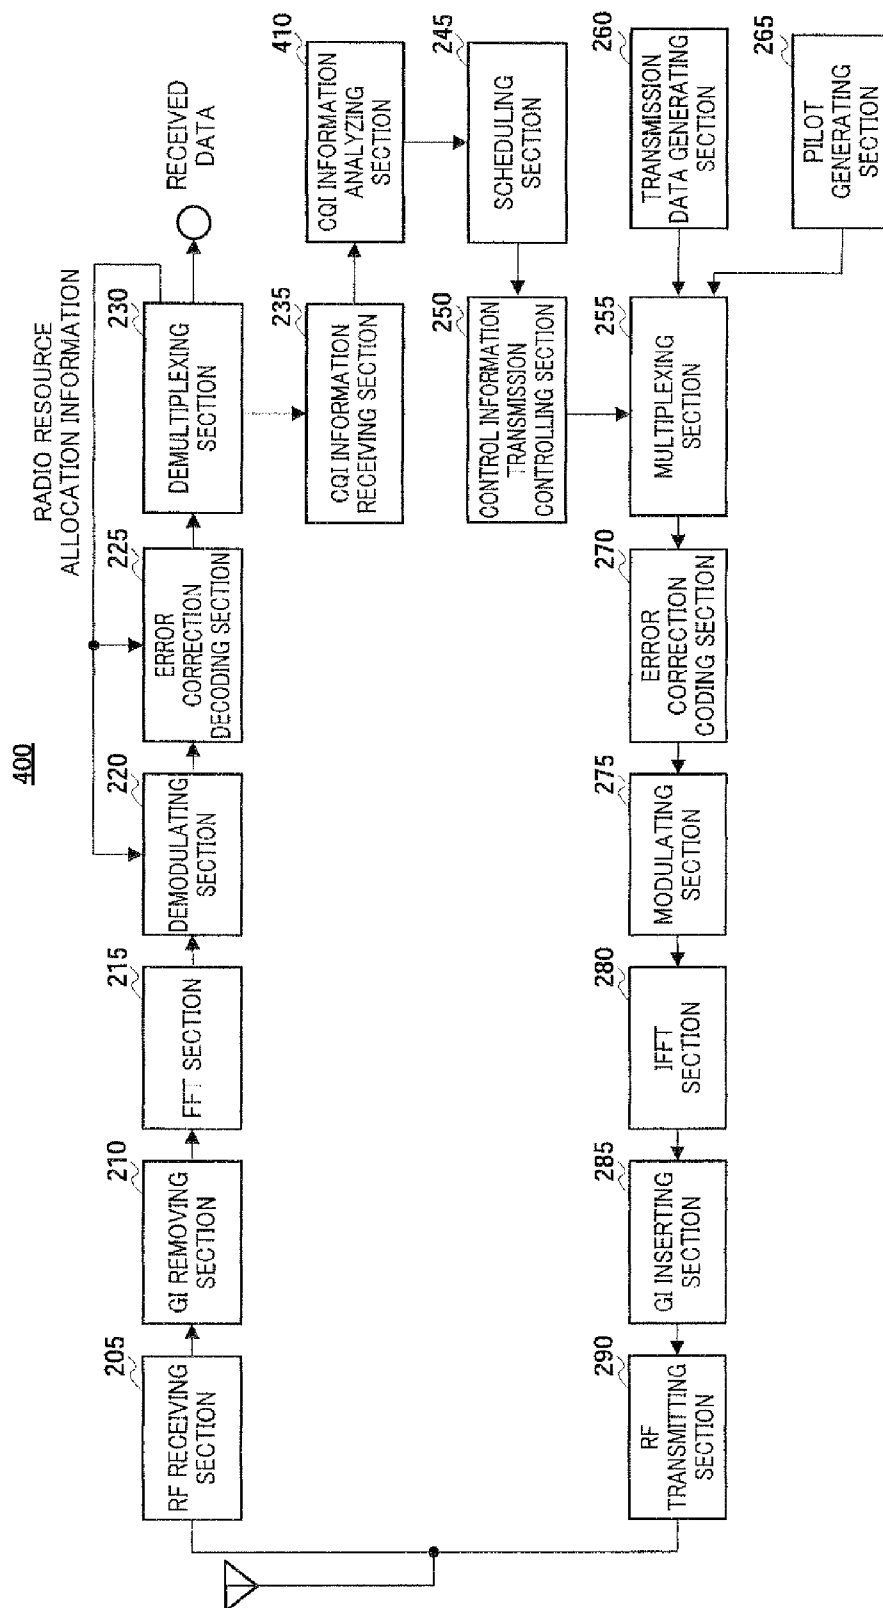 400
RADIO RESOURCE
ALLOCATION INFORMATION
205
RF RECEIVING
SECTION
210
GI REMOVING
SECTION
215
FFT SECTION
220
DEMODULATING
SECTION
225
ERROR
CORRECTION
DECODING SECTION
230
DEMULTIPLEXING
SECTION
RECEIVED
DATA
235
CQI INFORMATION
RECEIVING SECTION
410
CQI INFORMATION
ANALYZING
SECTION
250
CONTROL INFORMATION
TRANSMISSION
CONTROLLING SECTION
245
SCHEDULING
SECTION
290
RF
TRANSMITTING
SECTION
285
GI INSERTING
SECTION
280
IFFT
SECTION
275
MODULATING
SECTION
270
ERROR
CORRECTION
CODING SECTION
255
MULTIPLEXING
SECTION
260
TRANSMISSION
DATA GENERATING
SECTION
265
PILOT
GENERATING
SECTION